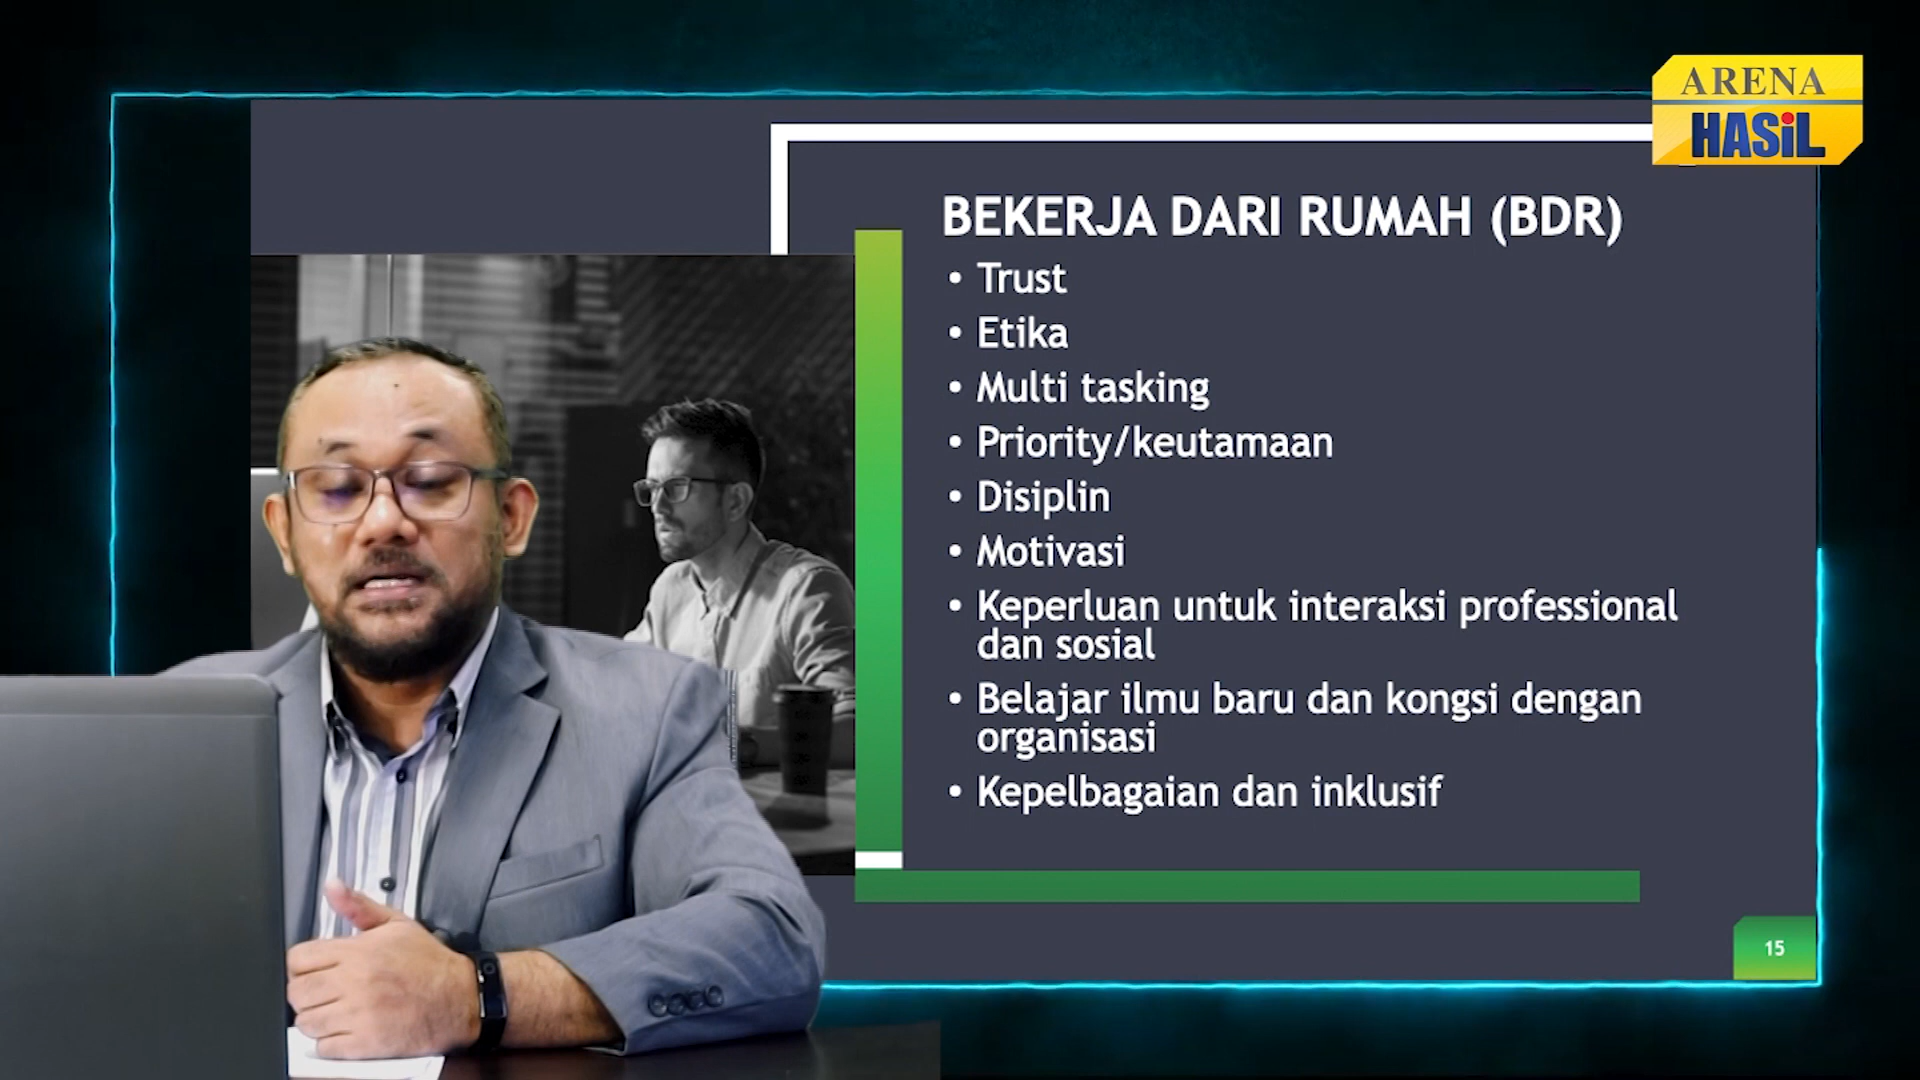 ARENA
HASiL
BEKERJA DARI RUMAH (BDR)
• Trust
• Etika
• Multi tasking
• Priority/keutamaan
• Disiplin
• Motivasi
• Keperluan untuk interaksi professional
dan sosial
• Belajar ilmu baru dan kongsi dengan
organisasi
• Kepelbagaian dan inklusif
15